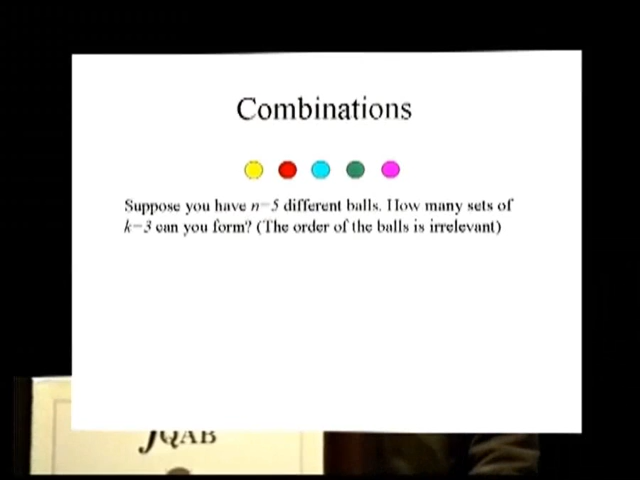 Combinations
Suppose you have n=5 different balls. How many sets of
k=3 can you form? (The order of the balls is irrelevant)
JQAB